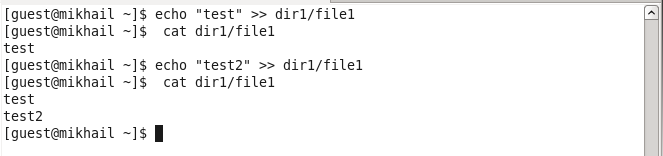 [guest@mikhail ~]$ echo "test" >> dir1/file1
[guest@mikhail ~]$  cat dir1/file1
test
[guest@mikhail ~]$ echo "test2" >> dir1/file1
[guest@mikhail ~]$  cat dir1/file1
test
test2
[guest@mikhail ~]$